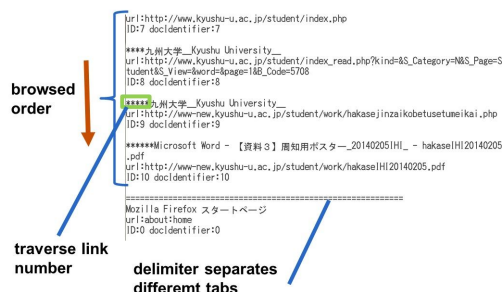 url:http://www.kyushu-u.ac.jp/student/index.php
ID:7 docIdentifier:7
****九州大学__Kyushu University__
url:http://www.kyushu-u.ac.jp/student/index_read.php?kind=&S_Category=N&S_Page=S
tudent&S_View=&word=&page=1&B_Code=5708
ID:8 docIdentifier:8
*****九州大学__Kyushu University__
url:http://www-new.kyushu-u.ac.jp/student/work/hakasejinzaikobetusetumeikai.php
ID:9 docIdentifier:9
******Microsoft Word - 【資料3】周知用ポスター_20140205IHI_ - hakaseIHI20140205
.pdf
url:http://www-new.kyushu-u.ac.jp/student/work/hakaseIHI20140205.pdf
ID:10 docIdentifier:10
============================================================
Mozilla Firefox スタートページ
url:about:home
ID:0 docIdentifier:0
browsed
order
traverse link
number
delimiter separates
differemt tabs